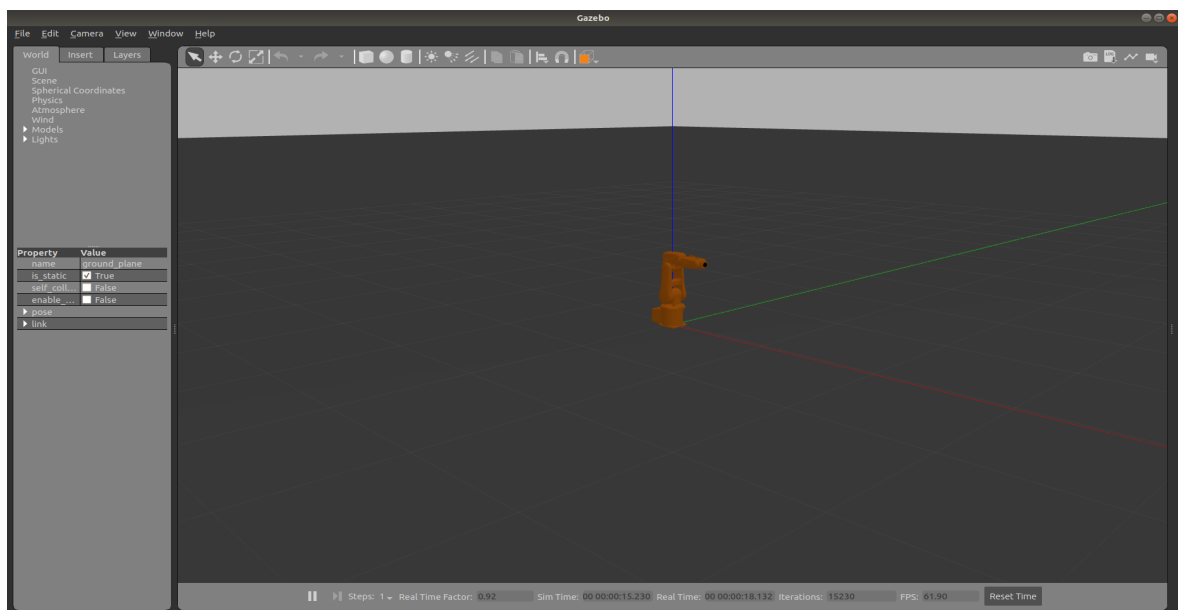 Gazebo
File Edit Camera View Window Help
World Insert Layers
GUI
Scene
Spherical Coordinates
Physics
Atmosphere
Wind
Models
Lights
Property Value
name ground_plane
is_static True
self_coll... False
enable_... False
pose
link
Steps: 1 Real Time Factor: 0.92 Sim Time: 00 00:00:15.230 Real Time: 00 00:00:18.132 Iterations: 15230 FPS: 61.90 Reset Time